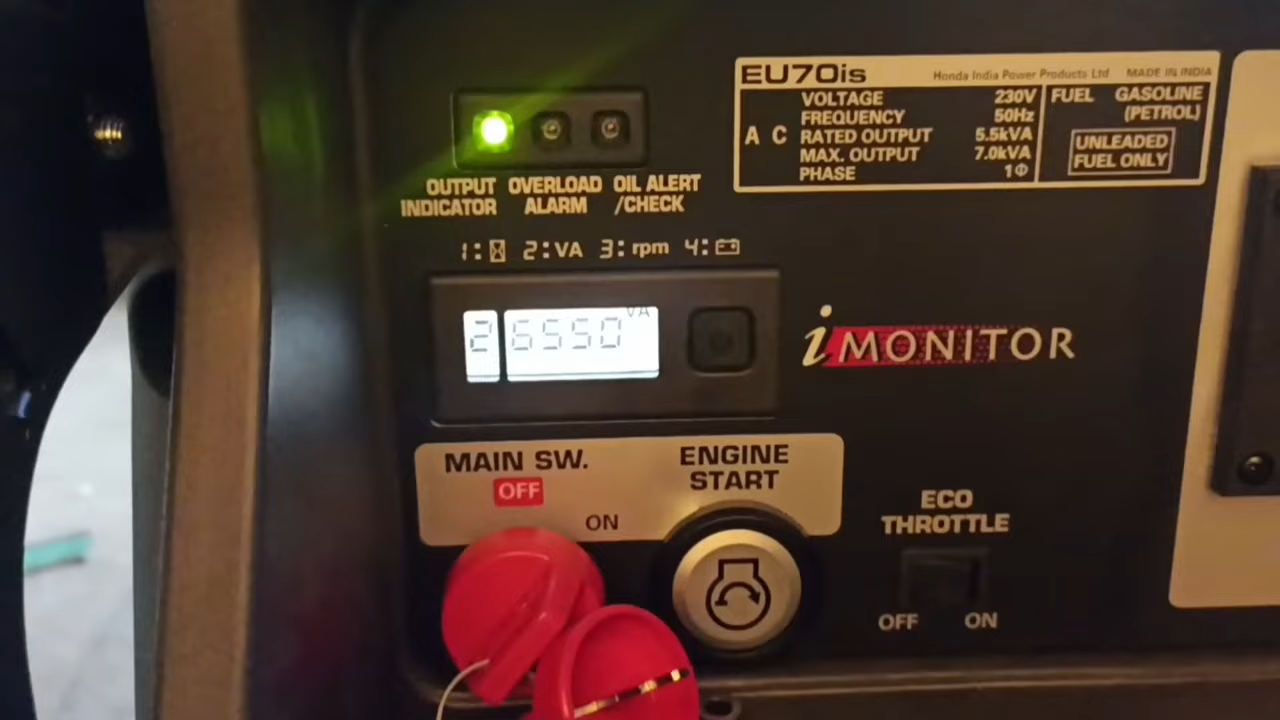 EU70is Honda India Power Products Ltd MADE IN INDIA
A C
VOLTAGE 230V
FREQUENCY 50Hz
RATED OUTPUT 5.5kVA
MAX. OUTPUT 7.0kVA
PHASE 1Φ
FUEL GASOLINE
(PETROL)
UNLEADED
FUEL ONLY
OUTPUT
INDICATOR
OVERLOAD
ALARM
OIL ALERT
/CHECK
1: 2:VA 3:rpm 4:
2 6550 VA
iMONITOR
MAIN SW.
OFF
ON
ENGINE
START
ECO
THROTTLE
OFF ON